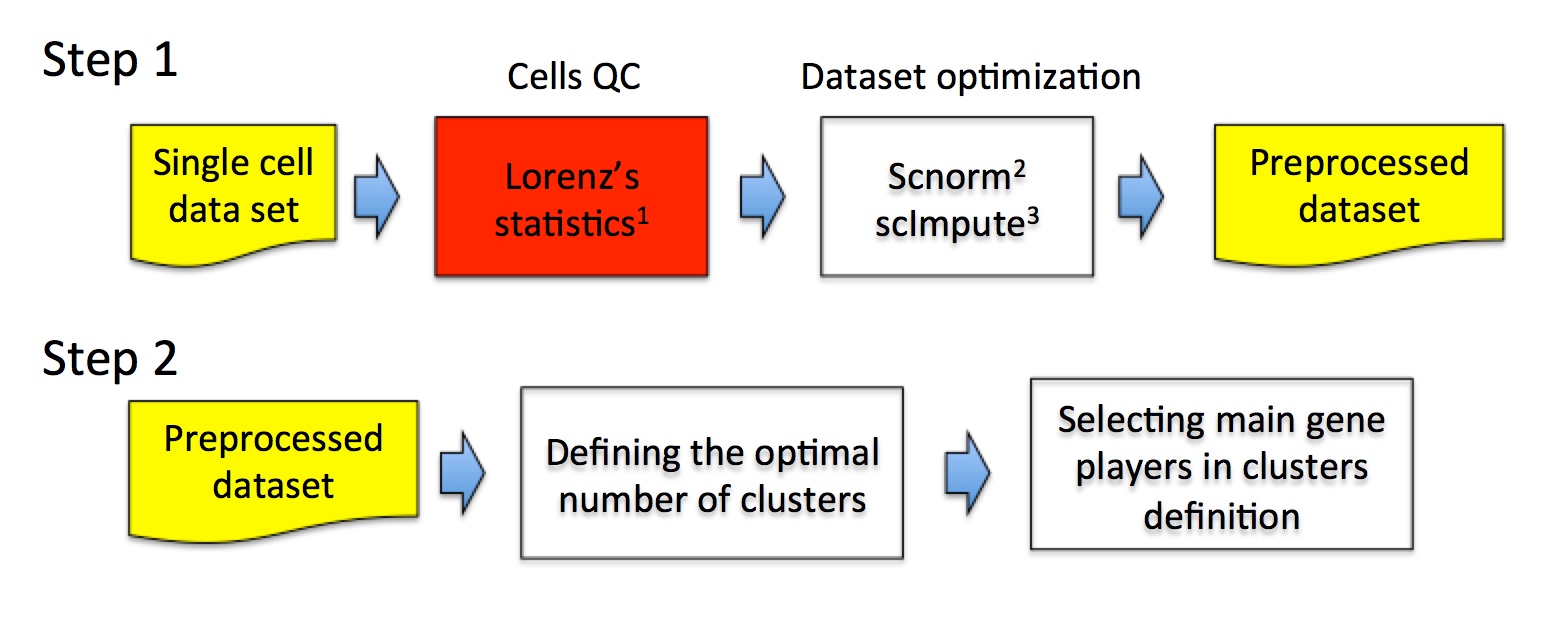 Step 1
Cells QC
Dataset optimization
Single cell
data set
Lorenz’s
statistics¹
Scnorm²
scImpute³
Preprocessed
dataset
Step 2
Preprocessed
dataset
Defining the optimal
number of clusters
Selecting main gene
players in clusters
definition